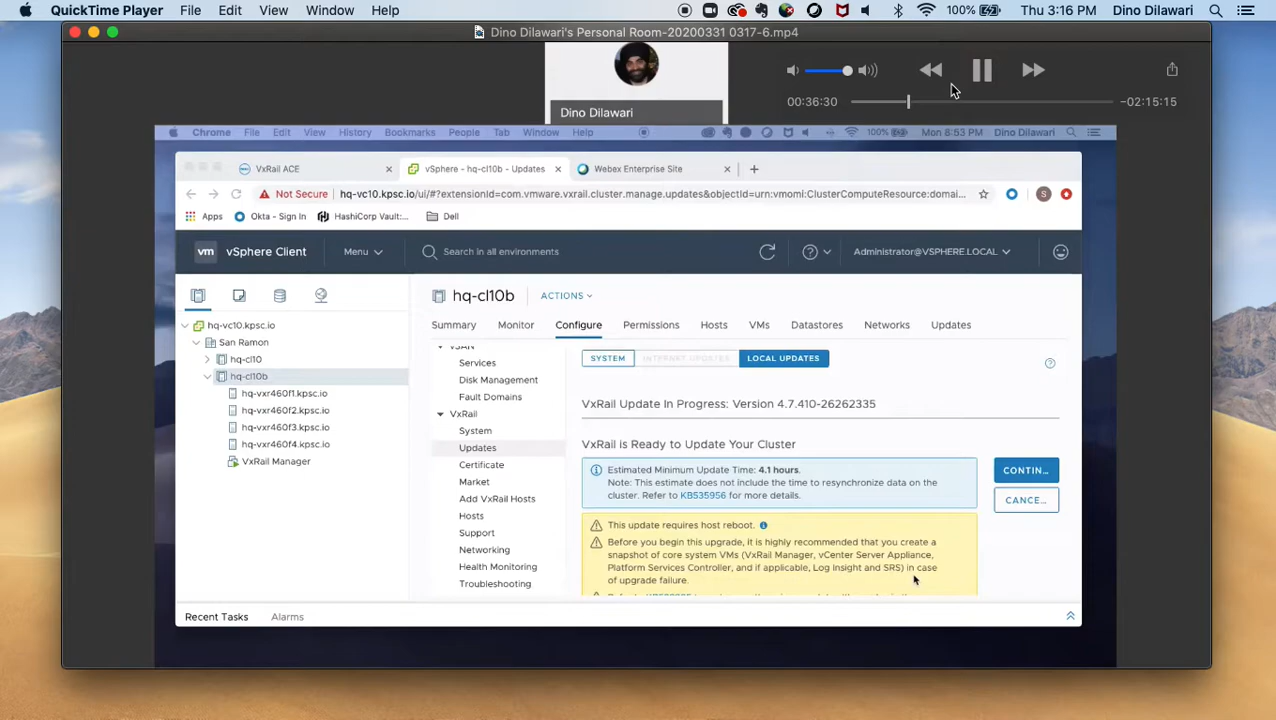 QuickTime Player File Edit View Window Help 100% Thu 3:16 PM Dino Dilawari
Dino Dilawari's Personal Room-20200331 0317-6.mp4
Dino Dilawari
00:36:30 -02:15:15
Chrome File Edit View History Bookmarks People Tab Window Help 100% Mon 8:53 PM Dino Dilawari
VxRail ACE × vSphere - hq-cl10b - Updates × Webex Enterprise Site × +
Not Secure hq-vc10.kpsc.io/ui/#?extensionId=com.vmware.vxrail.cluster.manage.updates&objectId=urn:vmomi:ClusterComputeResource:domai... S
Apps Okta - Sign In HashiCorp Vault:... Dell
vm vSphere Client Menu Search in all environments Administrator@VSPHERE.LOCAL
hq-cl10b ACTIONS
Summary Monitor Configure Permissions Hosts VMs Datastores Networks Updates
hq-vc10.kpsc.io
San Ramon
hq-cl10
hq-cl10b
hq-vxr460f1.kpsc.io
hq-vxr460f2.kpsc.io
hq-vxr460f3.kpsc.io
hq-vxr460f4.kpsc.io
VxRail Manager
vSAN
Services
Disk Management
Fault Domains
VxRail
System
Updates
Certificate
Market
Add VxRail Hosts
Hosts
Support
Networking
Health Monitoring
Troubleshooting
SYSTEM INTERNET UPDATES LOCAL UPDATES
VxRail Update In Progress: Version 4.7.410-26262335
VxRail is Ready to Update Your Cluster
Estimated Minimum Update Time: 4.1 hours.
Note: This estimate does not include the time to resynchronize data on the
cluster. Refer to KB535956 for more details.
CONTIN...
CANCE...
This update requires host reboot.
Before you begin this upgrade, it is highly recommended that you create a
snapshot of core system VMs (VxRail Manager, vCenter Server Appliance,
Platform Services Controller, and if applicable, Log Insight and SRS) in case
of upgrade failure.
Recent Tasks Alarms